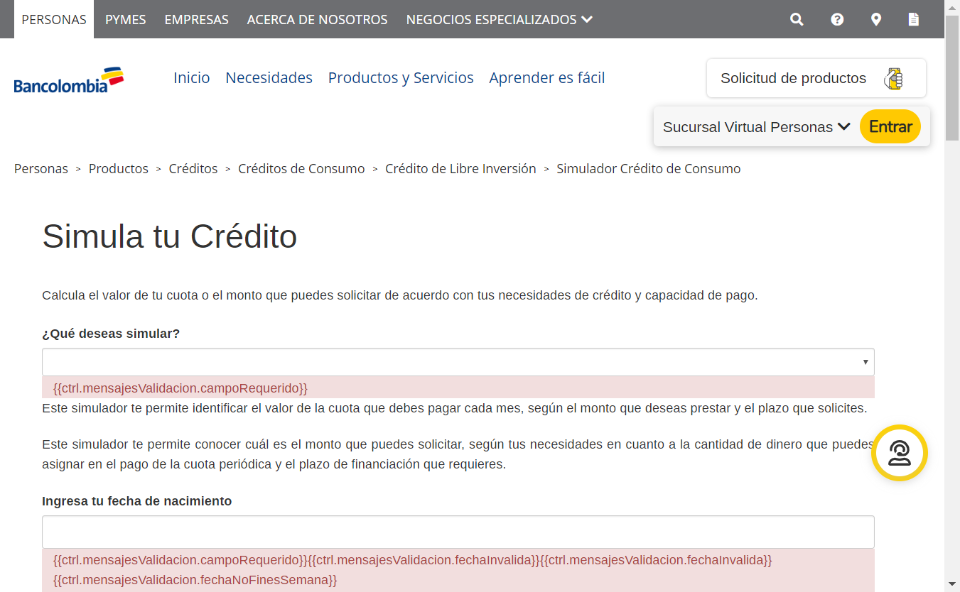 PERSONAS PYMES EMPRESAS ACERCA DE NOSOTROS NEGOCIOS ESPECIALIZADOS
Bancolombia Inicio Necesidades Productos y Servicios Aprender es fácil Solicitud de productos
Sucursal Virtual Personas Entrar
Personas > Productos > Créditos > Créditos de Consumo > Crédito de Libre Inversión > Simulador Crédito de Consumo
Simula tu Crédito
Calcula el valor de tu cuota o el monto que puedes solicitar de acuerdo con tus necesidades de crédito y capacidad de pago.
¿Qué deseas simular?
{{ctrl.mensajesValidacion.campoRequerido}}
Este simulador te permite identificar el valor de la cuota que debes pagar cada mes, según el monto que deseas prestar y el plazo que solicites.
Este simulador te permite conocer cuál es el monto que puedes solicitar, según tus necesidades en cuanto a la cantidad de dinero que puedes
asignar en el pago de la cuota periódica y el plazo de financiación que requieres.
Ingresa tu fecha de nacimiento
{{ctrl.mensajesValidacion.campoRequerido}}{{ctrl.mensajesValidacion.fechaInvalida}}{{ctrl.mensajesValidacion.fechaInvalida}}
{{ctrl.mensajesValidacion.fechaNoFinesSemana}}